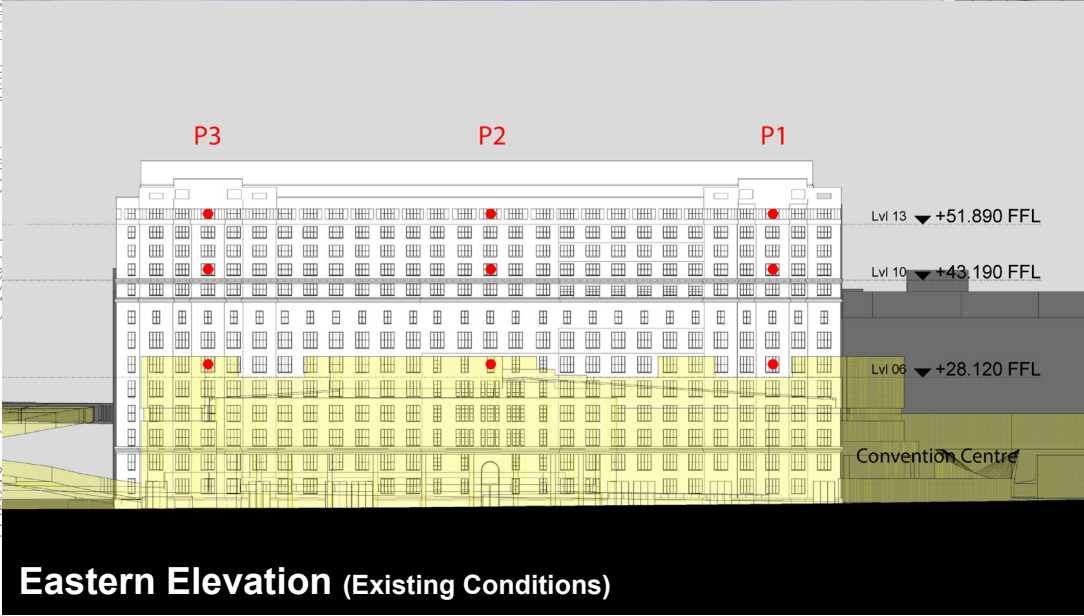 P3 P2 P1
Lvl 13 +51.890 FFL
Lvl 10 +43.190 FFL
Lvl 06 +28.120 FFL
Convention Centre
Eastern Elevation (Existing Conditions)